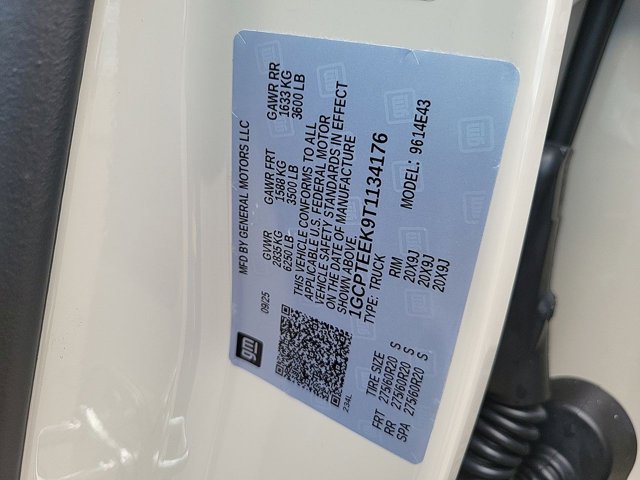 gm
MFD BY GENERAL MOTORS LLC
09/25
GVWR GAWR FRT GAWR RR
2835 KG 1588 KG 1633 KG
6250 LB 3500 LB 3600 LB
THIS VEHICLE CONFORMS TO ALL
APPLICABLE U.S. FEDERAL MOTOR
VEHICLE SAFETY STANDARDS IN EFFECT
ON THE DATE OF MANUFACTURE
SHOWN ABOVE.
1GCPTEEK9T1134176
TYPE: TRUCK MODEL: 9614E43
234L
TIRE SIZE RIM
FRT 275/60R20 S 20X9J
RR 275/60R20 S 20X9J
SPA 275/60R20 S 20X9J